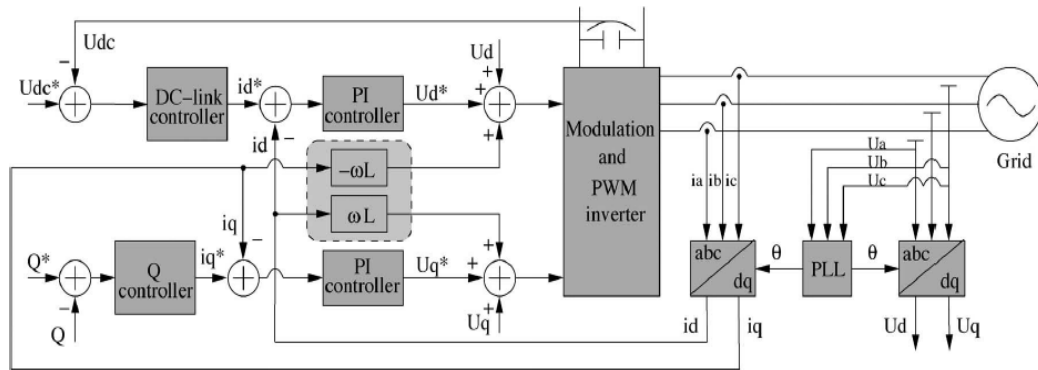 Udc
Ud
Udc*
DC-link
controller
id*
PI
controller
Ud*
id
-ωL
ωL
iq
Q*
Q
controller
iq*
PI
controller
Uq*
Q
Uq
Modulation
and
PWM
inverter
Grid
Ua
Ub
Uc
ia
ib
ic
abc
dq
θ
PLL
θ
abc
dq
id
iq
Ud
Uq